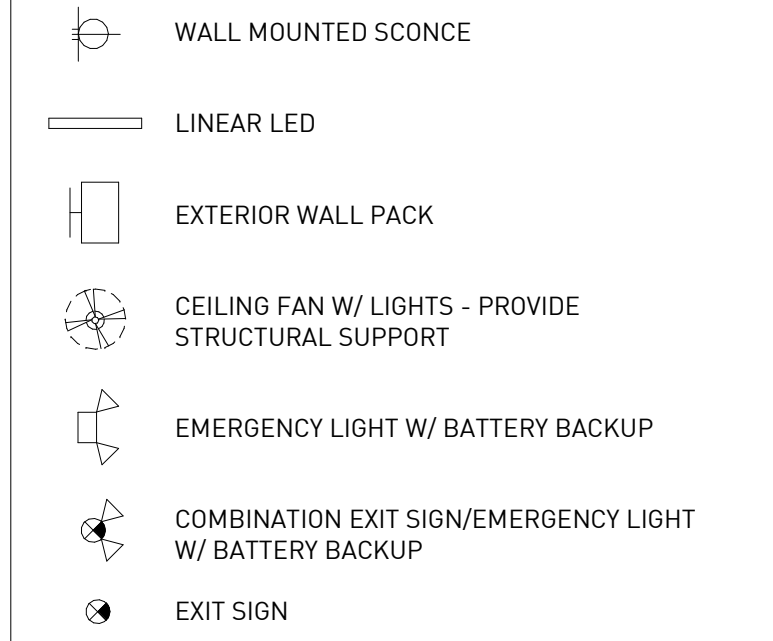 WALL MOUNTED SCONCE
LINEAR LED
EXTERIOR WALL PACK
CEILING FAN W/ LIGHTS - PROVIDE
STRUCTURAL SUPPORT
EMERGENCY LIGHT W/ BATTERY BACKUP
COMBINATION EXIT SIGN/EMERGENCY LIGHT
W/ BATTERY BACKUP
EXIT SIGN